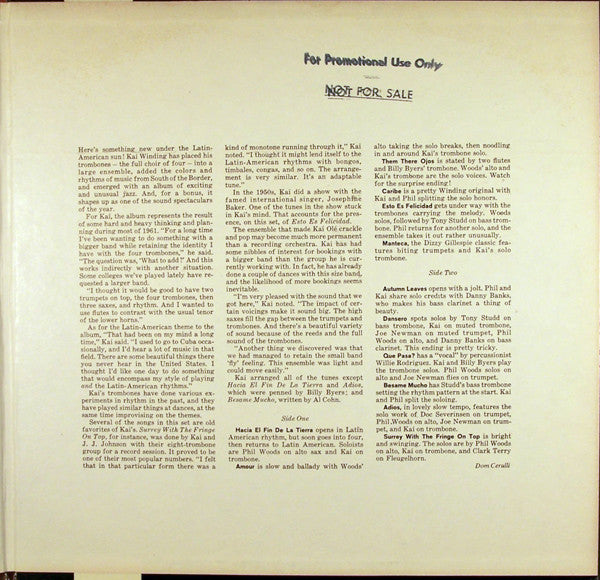 For Promotional Use Only
NOT FOR SALE
Here's something new under the Latin-
American sun! Kai Winding has placed his
trombones – the full choir of four – into a
large ensemble, added the colors and
rhythms of music from South of the Border,
and emerged with an album of exciting
and unusual jazz. And, for a bonus, it
shapes up as one of the sound spectaculars
of the year.
For Kai, the album represents the result
of some hard and heavy thinking and plan-
ning during most of 1961. "For a long time
I've been wanting to do something with a
bigger band while retaining the identity I
have with the four trombones," he said.
"The question was, 'What to add?' And this
works indirectly with another situation.
Some colleges we've played lately have re-
quested a larger band.
"I thought it would be good to have two
trumpets on top, the four trombones, then
three saxes, and rhythm. And I wanted to
use flutes to contrast with the usual tenor
of the lower horns."
As for the Latin-American theme to the
album, "That had been on my mind a long
time," Kai said. "I used to go to Cuba occa-
sionally, and I'd hear a lot of music in that
field. There are some beautiful things there
you never hear in the United States. I
thought I'd like one day to do something
that would encompass my style of playing
and the Latin-American rhythms."
Kai's trombones have done various ex-
periments in rhythm in the past, and they
have played similar things at dances, at the
same time improvising on the themes.
Several of the songs in this set are old
favorites of Kai's. Surrey With The Fringe
On Top, for instance, was done by Kai and
J. J. Johnson with their eight-trombone
group for a record session. It proved to be
one of their most popular numbers. "I felt
that in that particular form there was a
kind of monotone running through it," Kai
noted. "I thought it might lend itself to the
Latin-American rhythms with bongos,
timbales, congas, and so on. The arrange-
ment is very similar. It's an adaptable
tune."
In the 1950s, Kai did a show with the
famed international singer, Josephine
Baker. One of the tunes in the show stuck
in Kai's mind. That accounts for the pres-
ence, on this set, of Esto Es Felicidad.
The ensemble that made Kai Olé crackle
and pop may become much more permanent
than a recording orchestra. Kai has had
some nibbles of interest for bookings with
a bigger band than the group he is cur-
rently working with. In fact, he has already
done a couple of dances with this size band,
and the likelihood of more bookings seems
inevitable.
"I'm very pleased with the sound that we
got here," Kai noted. "The impact of cer-
tain voicings make it sound big. The high
saxes fill the gap between the trumpets and
trombones. And there's a beautiful variety
of sound because of the reeds and the full
sound of the trombones.
"Another thing we discovered was that
we had managed to retain the small band
'fly' feeling. This ensemble was light and
could move easily."
Kai arranged all of the tunes except
Hacia El Fin De La Tierra and Adios,
which were penned by Billy Byers; and
Besame Mucho, written by Al Cohn.
Side One
Hacia El Fin De La Tierra opens in Latin
American rhythm, but soon goes into four,
then returns to Latin American. Soloists
are Phil Woods on alto sax and Kai on
trombone.
Amour is slow and ballady with Woods'
alto taking the solo breaks, then noodling
in and around Kai's trombone solo.
Esto Es Felicidad gets under way with the
trombones carrying the melody. Woods
solos, followed by Tony Studd on bass trom-
bone. Phil returns for another solo, and the
ensemble takes it out rather unusually.
Them There Ojos is stated by two flutes
and Billy Byers' trombone. Woods' alto and
Kai's trombone are the solo voices. Watch
for the surprise ending!
Caribe is a pretty Winding original with
Kai and Phil splitting the solo honors.
Manteca, the Dizzy Gillespie classic fea-
tures biting trumpets and Kai's solo
trombone.
Side Two
Autumn Leaves opens with a jolt. Phil and
Kai share solo credits with Danny Banks,
who makes his bass clarinet a thing of
beauty.
Dansero spots solos by Tony Studd on
bass trombone, Kai on muted trombone,
Joe Newman on muted trumpet, Phil
Woods on alto, and Danny Banks on bass
clarinet. This ending is pretty tricky.
Que Pasa? has a "vocal" by percussionist
Willie Rodriguez. Kai and Billy Byers play
the trombone solos. Phil Woods solos on
alto and Joe Newman flies on trumpet.
Besame Mucho has Studd's bass trombone
setting the rhythm pattern at the start. Kai
and Phil split the soloing.
Adios, in lovely slow tempo, features the
solo work of Doc Severinsen on trumpet,
Phil Woods on alto, Joe Newman on trum-
pet, and Kai on trombone.
Surrey With The Fringe On Top is bright
and swinging. The solos are by Phil Woods
on alto, Kai on trombone, and Clark Terry
on Fleugelhorn.
Dom Cerulli